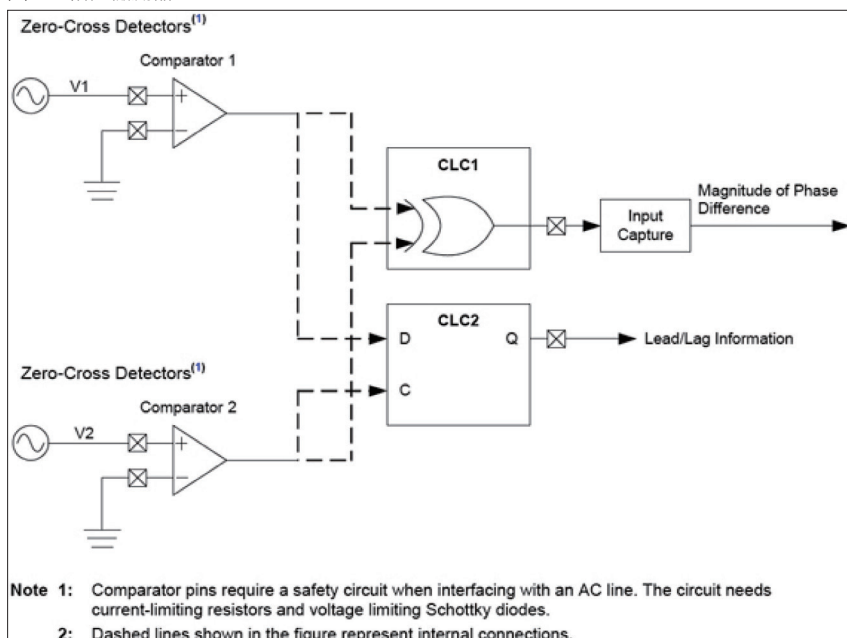 Zero-Cross Detectors(1)
Comparator 1
V1
+
−
CLC1
Magnitude of Phase
Difference
Input
Capture
CLC2
D
Q
Lead/Lag Information
C
Zero-Cross Detectors(1)
Comparator 2
V2
+
−
Note 1: Comparator pins require a safety circuit when interfacing with an AC line. The circuit needs
current-limiting resistors and voltage limiting Schottky diodes.
2: Dashed lines shown in the figure represent internal connections.